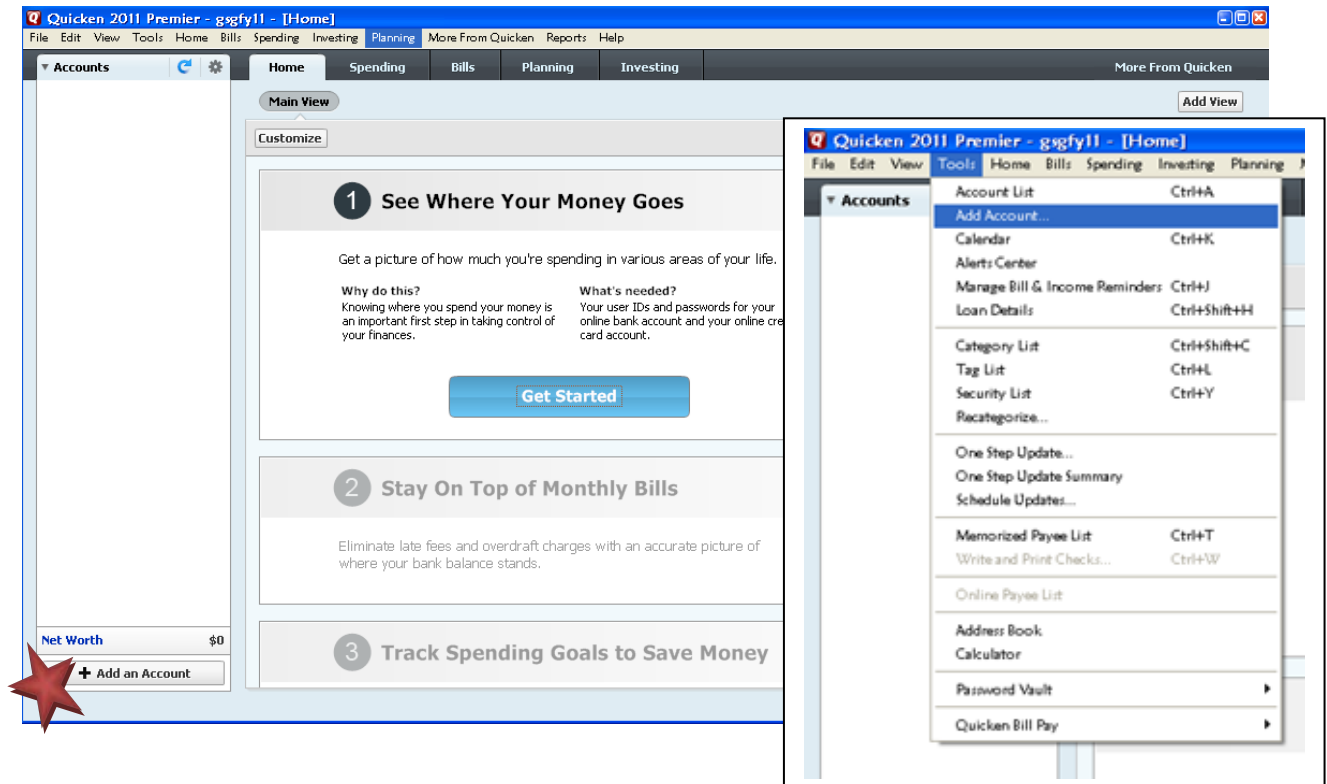 Quicken 2011 Premier - gsgfy11 - [Home]
File Edit View Tools Home Bills Spending Investing Planning More From Quicken Reports Help
Accounts
Home Spending Bills Planning Investing More From Quicken
Main View Add View
Customize
1 See Where Your Money Goes
Get a picture of how much you're spending in various areas of your life.
Why do this?
Knowing where you spend your money is
an important first step in taking control of
your finances.
What's needed?
Your user IDs and passwords for your
online bank account and your online cre
card account.
Get Started
2 Stay On Top of Monthly Bills
Eliminate late fees and overdraft charges with an accurate picture of
where your bank balance stands.
3 Track Spending Goals to Save Money
Net Worth $0
+ Add an Account
Quicken 2011 Premier - gsgfy11 - [Home]
File Edit View Tools Home Bills Spending Investing Planning
Accounts
Account List Ctrl+A
Add Account...
Calendar Ctrl+K
Alerts Center
Manage Bill & Income Reminders Ctrl+J
Loan Details Ctrl+Shift+H
Category List Ctrl+Shift+C
Tag List Ctrl+L
Security List Ctrl+Y
Recategorize...
One Step Update...
One Step Update Summary
Schedule Updates...
Memorized Payee List Ctrl+T
Write and Print Checks... Ctrl+W
Online Payee List
Address Book
Calculator
Password Vault
Quicken Bill Pay